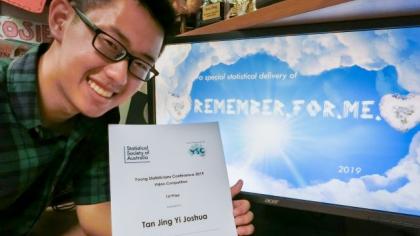 OSIE
a special statistical delivery of
REMEMBER.FOR.ME.
2019
acer
Statistical
Society of
Australia
YSC
Young Statisticians Conference 2019
Video Competition
1st Prize
Tan Jing Yi Joshua